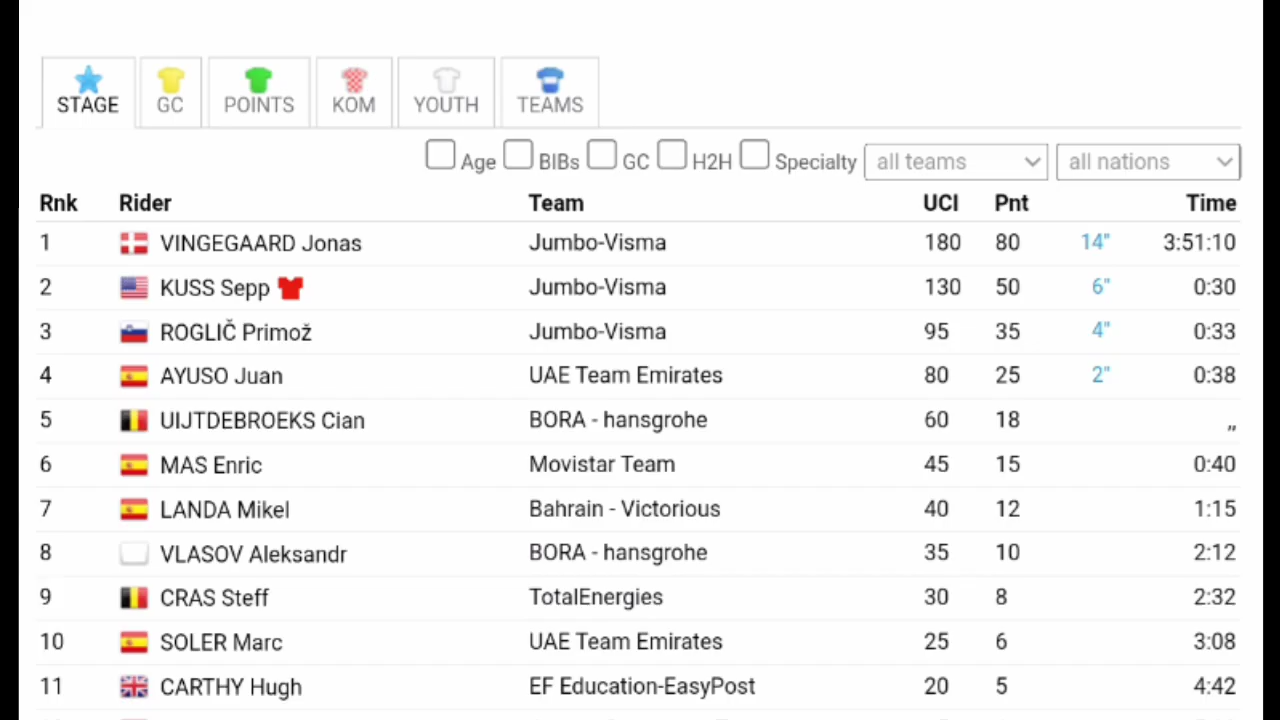 STAGE GC POINTS KOM YOUTH TEAMS
Age BIBs GC H2H Specialty all teams all nations
Rnk Rider Team UCI Pnt Time
1 VINGEGAARD Jonas Jumbo-Visma 180 80 14" 3:51:10
2 KUSS Sepp Jumbo-Visma 130 50 6" 0:30
3 ROGLIČ Primož Jumbo-Visma 95 35 4" 0:33
4 AYUSO Juan UAE Team Emirates 80 25 2" 0:38
5 UIJTDEBROEKS Cian BORA - hansgrohe 60 18 ,,
6 MAS Enric Movistar Team 45 15 0:40
7 LANDA Mikel Bahrain - Victorious 40 12 1:15
8 VLASOV Aleksandr BORA - hansgrohe 35 10 2:12
9 CRAS Steff TotalEnergies 30 8 2:32
10 SOLER Marc UAE Team Emirates 25 6 3:08
11 CARTHY Hugh EF Education-EasyPost 20 5 4:42